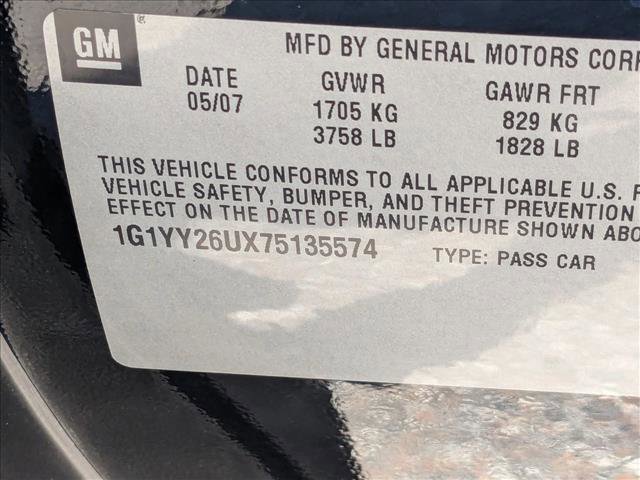 GM
MFD BY GENERAL MOTORS CORP
DATE GVWR GAWR FRT
05/07 1705 KG 829 KG
3758 LB 1828 LB
THIS VEHICLE CONFORMS TO ALL APPLICABLE U.S.
VEHICLE SAFETY, BUMPER, AND THEFT PREVENTION
EFFECT ON THE DATE OF MANUFACTURE SHOWN ABO
1G1YY26UX75135574 TYPE: PASS CAR